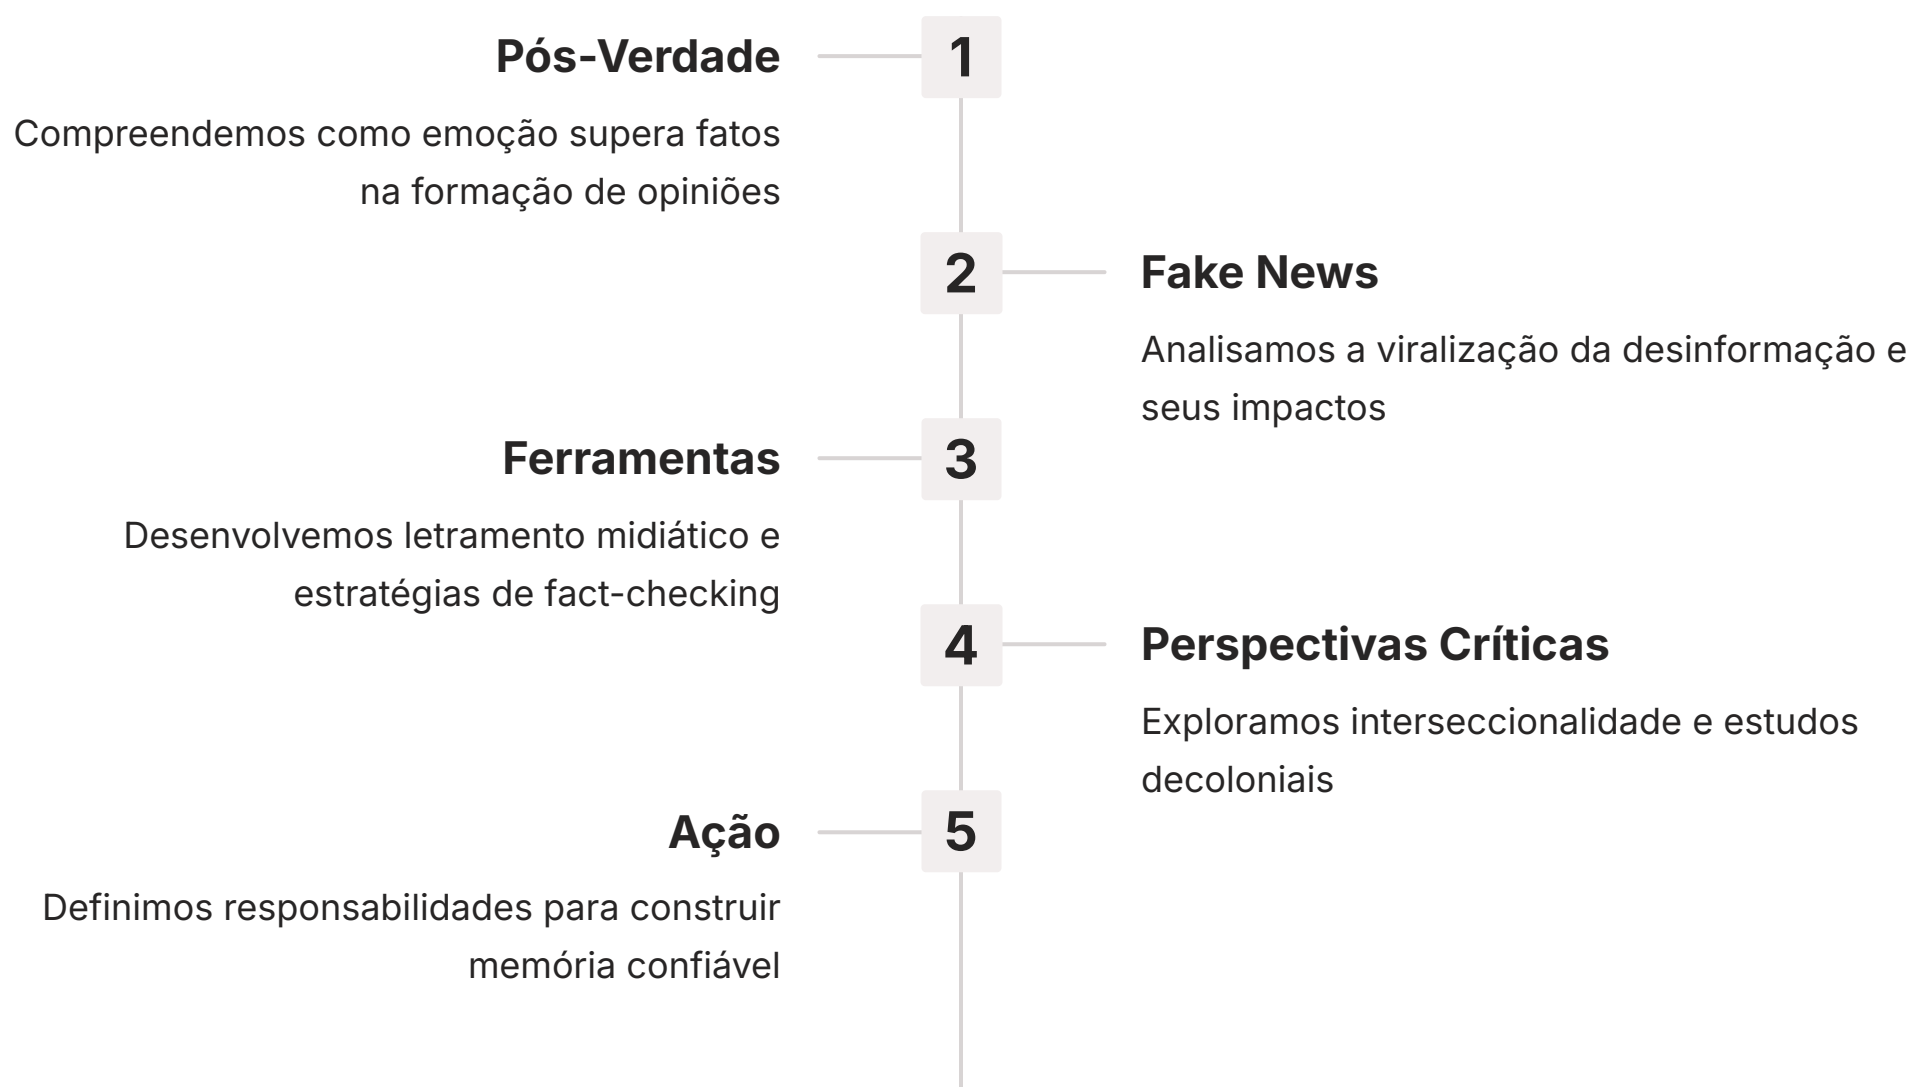 Pós-Verdade
1
Compreendemos como emoção supera fatos
na formação de opiniões
2
Fake News
Analisamos a viralização da desinformação e
seus impactos
Ferramentas
3
Desenvolvemos letramento midiático e
estratégias de fact-checking
4
Perspectivas Críticas
Exploramos interseccionalidade e estudos
decoloniais
Ação
5
Definimos responsabilidades para construir
memória confiável